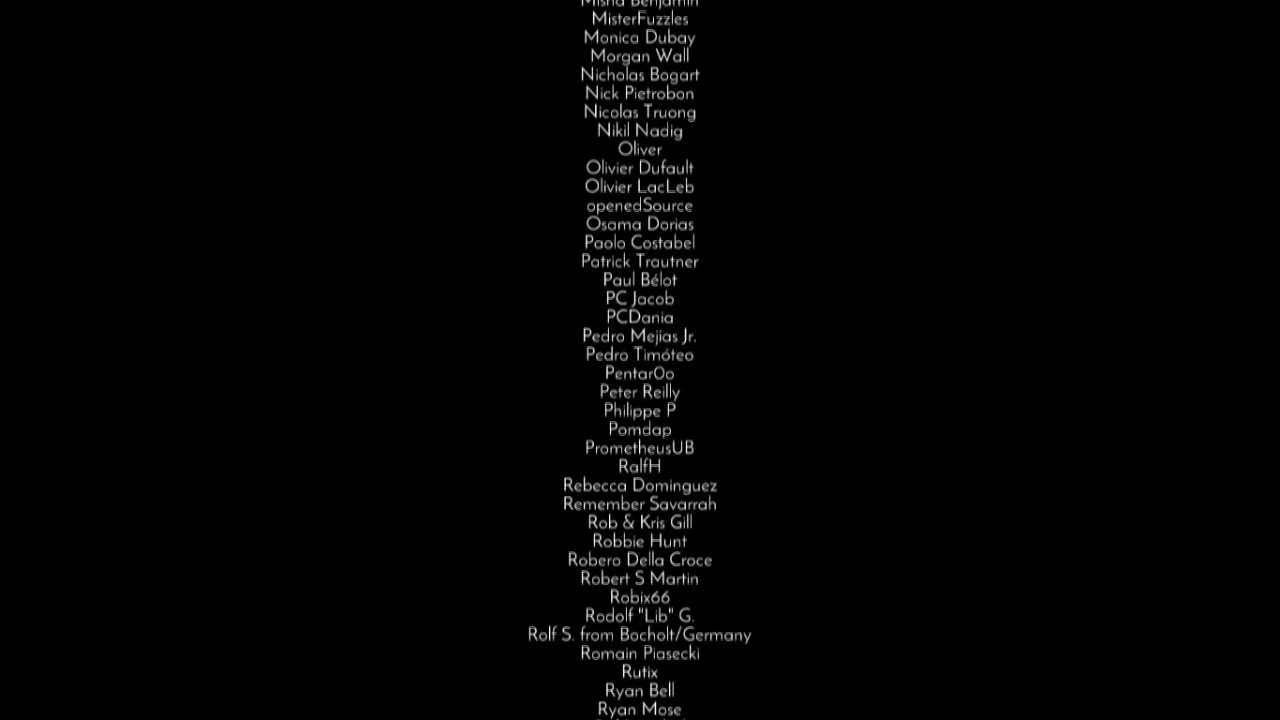 Misha Benjamin
MisterFuzzles
Monica Dubay
Morgan Wall
Nicholas Bogart
Nick Pietrobon
Nicolas Truong
Nikil Nadig
Oliver
Olivier Dufault
Olivier LacLeb
openedSource
Osama Dorias
Paolo Costabel
Patrick Trautner
Paul Bélot
PC Jacob
PCDania
Pedro Mejias Jr.
Pedro Timóteo
Pentar0o
Peter Reilly
Philippe P
Pomdap
PrometheusUB
RalfH
Rebecca Dominguez
Remember Savarrah
Rob & Kris Gill
Robbie Hunt
Robero Della Croce
Robert S Martin
Robix66
Rodolf "Lib" G.
Rolf S. from Bocholt/Germany
Romain Piasecki
Rutix
Ryan Bell
Ryan Mose